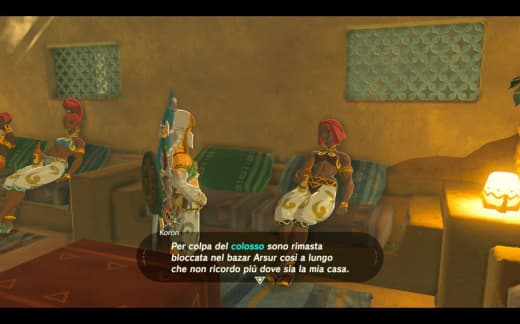 Koron
Per colpa del colosso sono rimasta
bloccata nel bazar Arsur così a lungo
che non ricordo più dove sia la mia casa.